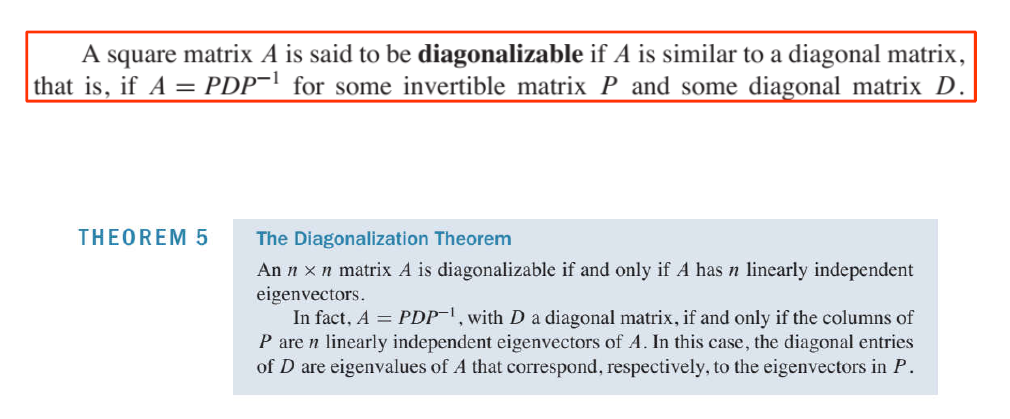 A square matrix A is said to be diagonalizable if A is similar to a diagonal matrix,
that is, if A = PDP⁻¹ for some invertible matrix P and some diagonal matrix D.
THEOREM 5
The Diagonalization Theorem
An n × n matrix A is diagonalizable if and only if A has n linearly independent
eigenvectors.
In fact, A = PDP⁻¹, with D a diagonal matrix, if and only if the columns of
P are n linearly independent eigenvectors of A. In this case, the diagonal entries
of D are eigenvalues of A that correspond, respectively, to the eigenvectors in P.